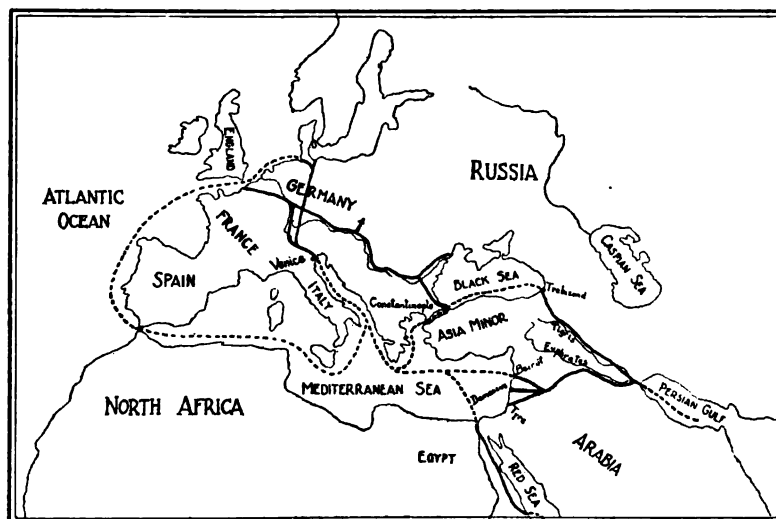 ENGLAND
RUSSIA
GERMANY
ATLANTIC
OCEAN
FRANCE
CASPIAN SEA
Venice
SPAIN
BLACK SEA
ITALY
Constantinople
Trebizond
ASIA MINOR
Tigris
Euphrates
Beirut
MEDITERRANEAN SEA
Damascus
PERSIAN GULF
NORTH AFRICA
Tyre
EGYPT
ARABIA
RED SEA